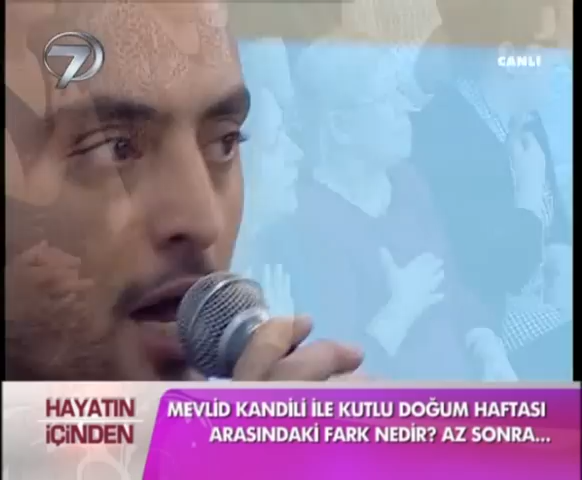 7
CANLI
HAYATIN
İÇİNDEN
MEVLİD KANDİLİ İLE KUTLU DOĞUM HAFTASI
ARASINDAKİ FARK NEDİR? AZ SONRA...